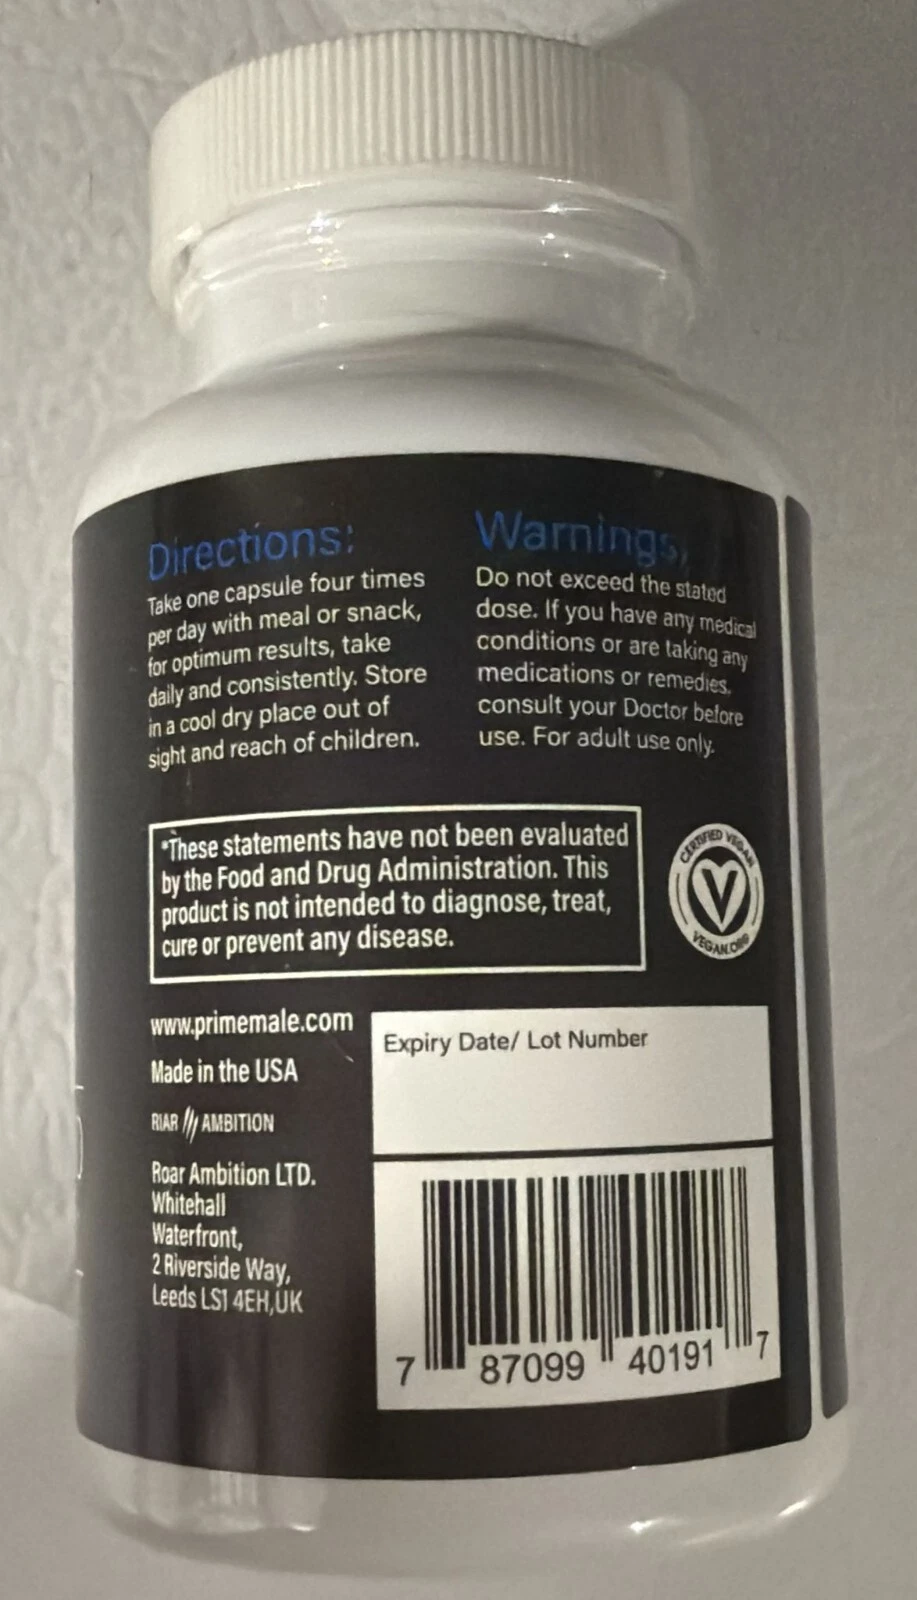 Directions:
Take one capsule four times
per day with meal or snack,
for optimum results, take
daily and consistently. Store
in a cool dry place out of
sight and reach of children.
Warnings,
Do not exceed the stated
dose. If you have any medical
conditions or are taking any
medications or remedies,
consult your Doctor before
use. For adult use only.
*These statements have not been evaluated
by the Food and Drug Administration. This
product is not intended to diagnose, treat,
cure or prevent any disease.
CERTIFIED VEGAN
V
VEGAN.ORG
www.primemale.com
Made in the USA
ROAR AMBITION
Roar Ambition LTD.
Whitehall
Waterfront,
2 Riverside Way,
Leeds LS1 4EH,UK
Expiry Date/ Lot Number
7 87099 40191 7